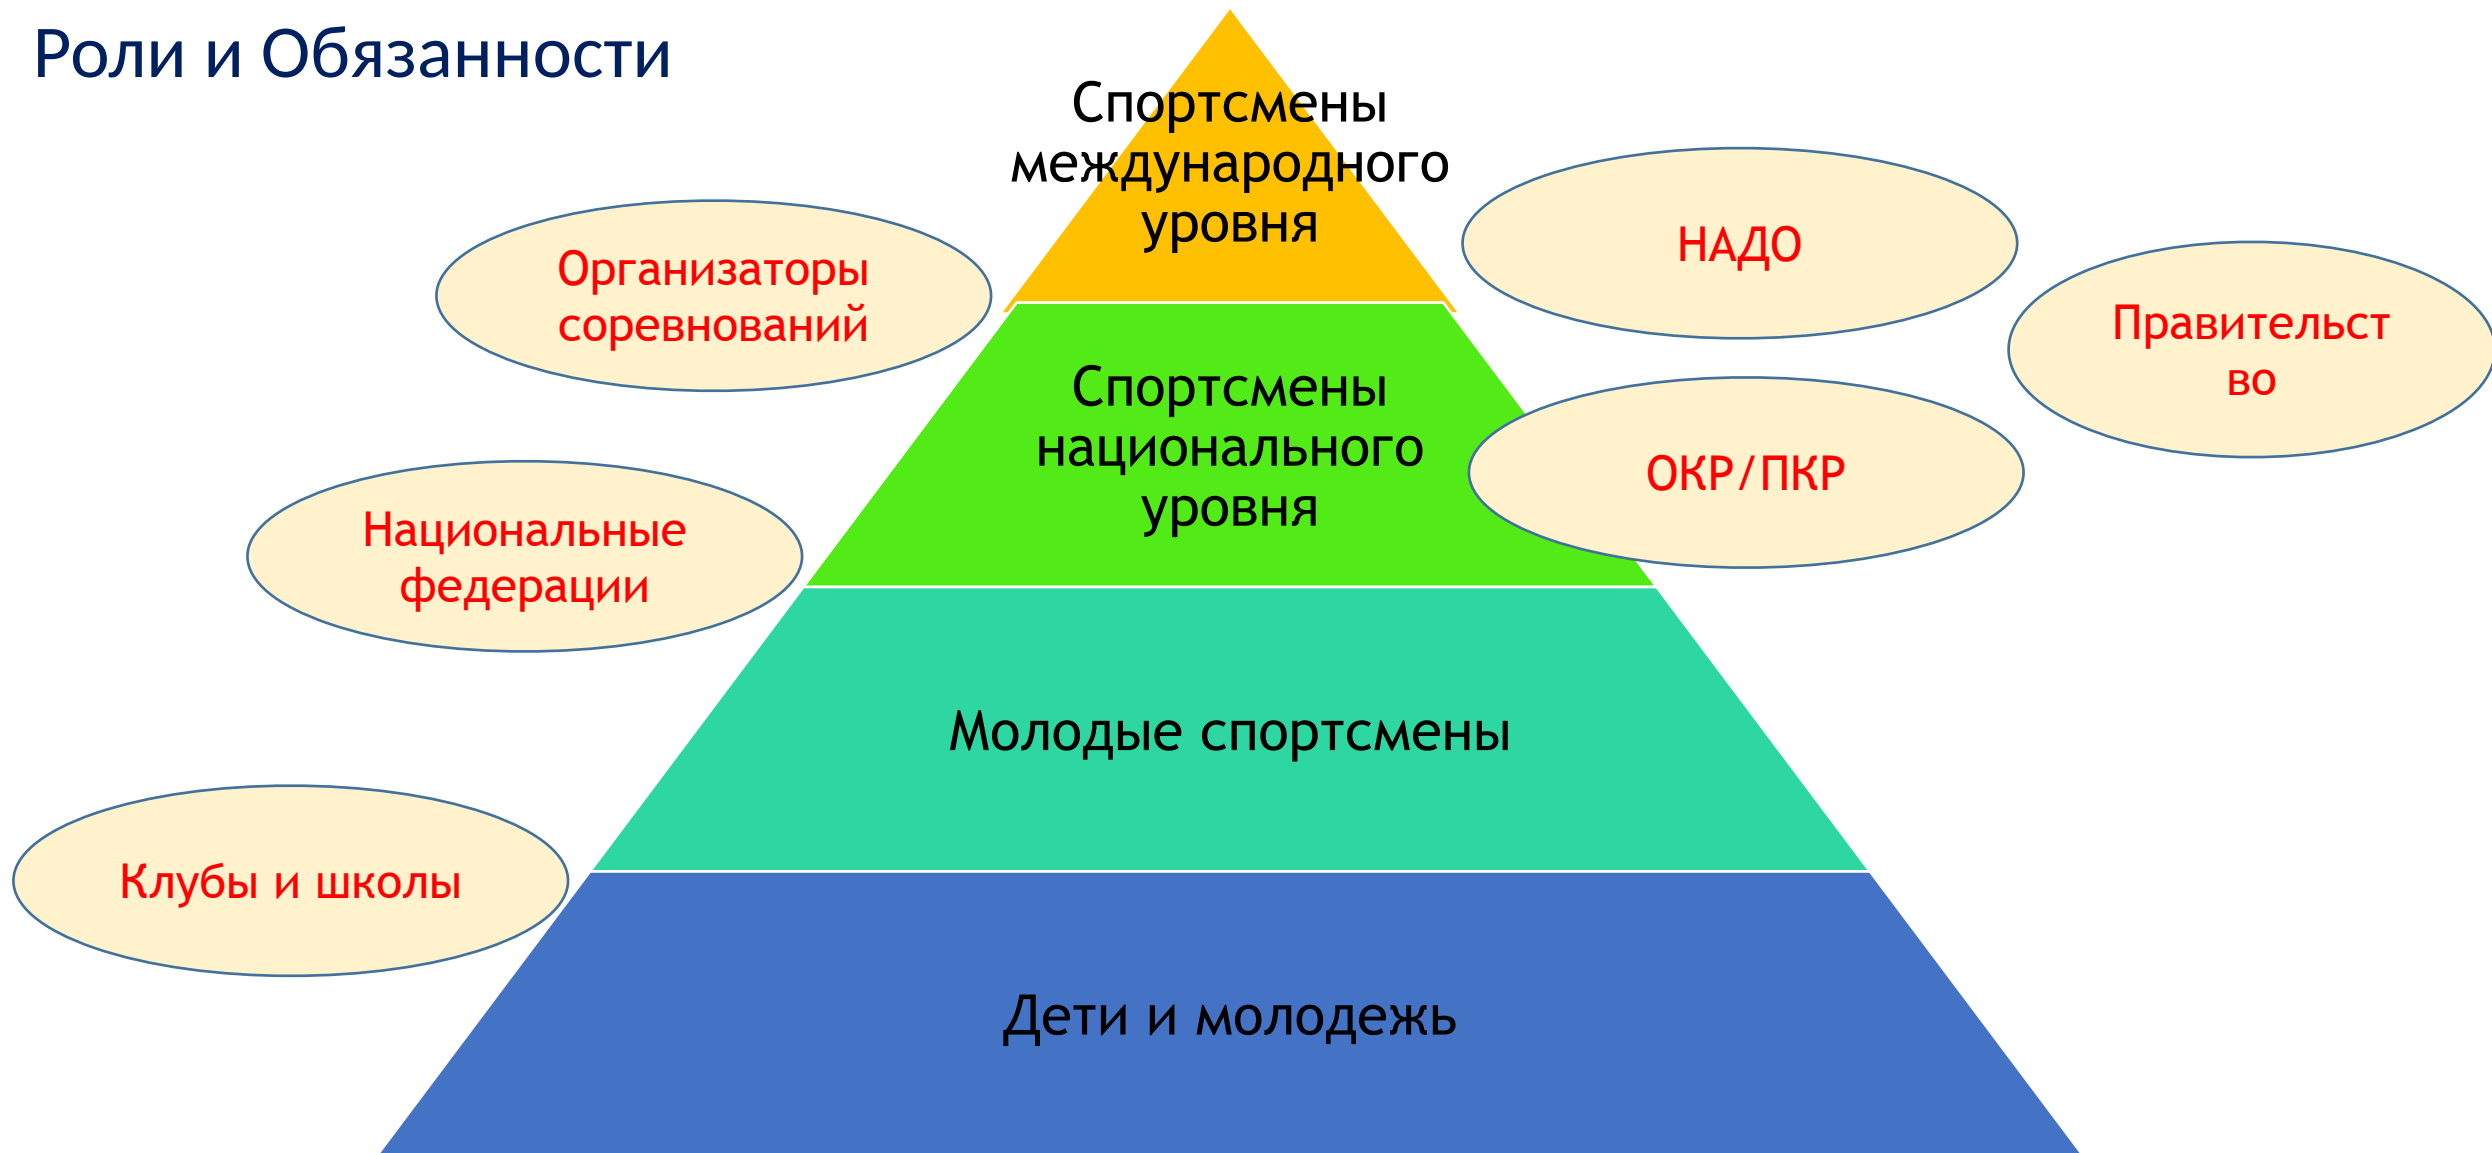 Роли и Обязанности
Спортсмены
международного
уровня
Организаторы
соревнований
НАДО
Правительст
во
Спортсмены
национального
уровня
ОКР/ПКР
Национальные
федерации
Молодые спортсмены
Клубы и школы
Дети и молодежь